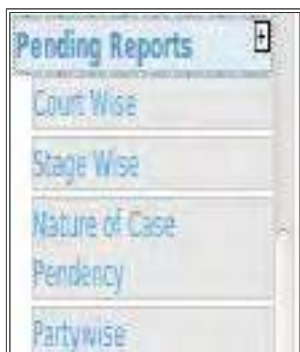 Pending Reports
Court Wise
Stage Wise
Nature of Case
Pendency
Partywise